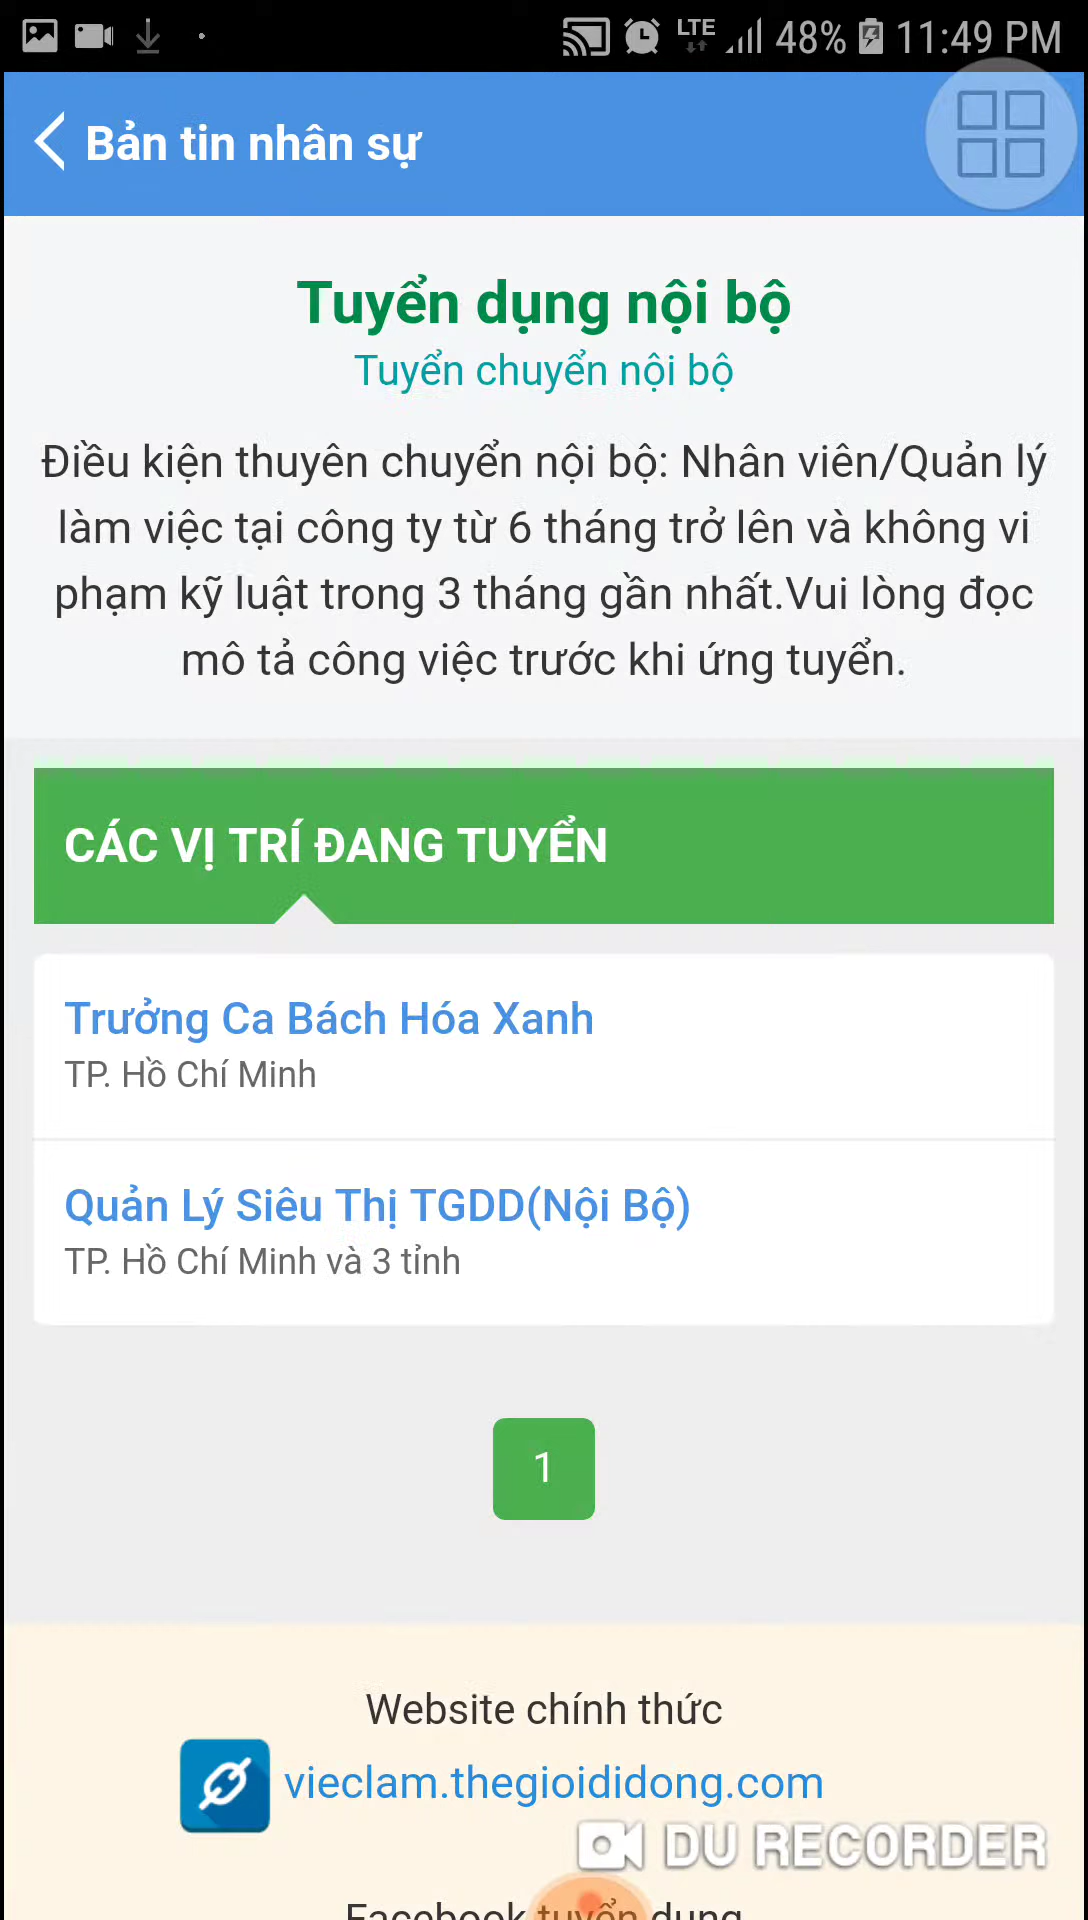 LTE 48% 11:49 PM
Bản tin nhân sự
Tuyển dụng nội bộ
Tuyển chuyển nội bộ
Điều kiện thuyên chuyển nội bộ: Nhân viên/Quản lý
làm việc tại công ty từ 6 tháng trở lên và không vi
phạm kỹ luật trong 3 tháng gần nhất.Vui lòng đọc
mô tả công việc trước khi ứng tuyển.
CÁC VỊ TRÍ ĐANG TUYỂN
Trưởng Ca Bách Hóa Xanh
TP. Hồ Chí Minh
Quản Lý Siêu Thị TGDD(Nội Bộ)
TP. Hồ Chí Minh và 3 tỉnh
1
Website chính thức
vieclam.thegioididong.com
DU RECORDER
Facebook tuyển dụng